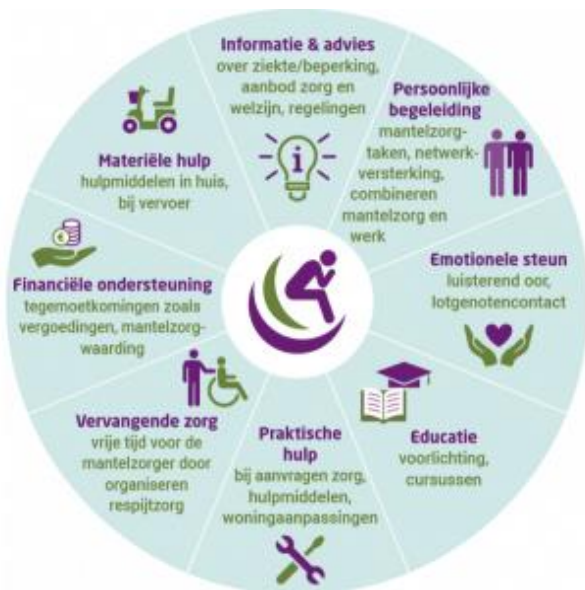 Informatie & advies
over ziekte/beperking,
aanbod zorg en
welzijn, regelingen
Persoonlijke
begeleiding
mantelzorg-
taken, netwerk-
versterking,
combineren
mantelzorg en
werk
Emotionele steun
luisterend oor,
lotgenotencontact
Educatie
voorlichting,
cursussen
Praktische
hulp
bij aanvragen zorg,
hulpmiddelen,
woningaanpassingen
Vervangende zorg
vrije tijd voor de
mantelzorger door
organiseren
respijtzorg
Financiële ondersteuning
tegemoetkomingen zoals
vergoedingen, mantelzorg-
waarding
Materiële hulp
hulpmiddelen in huis,
bij vervoer